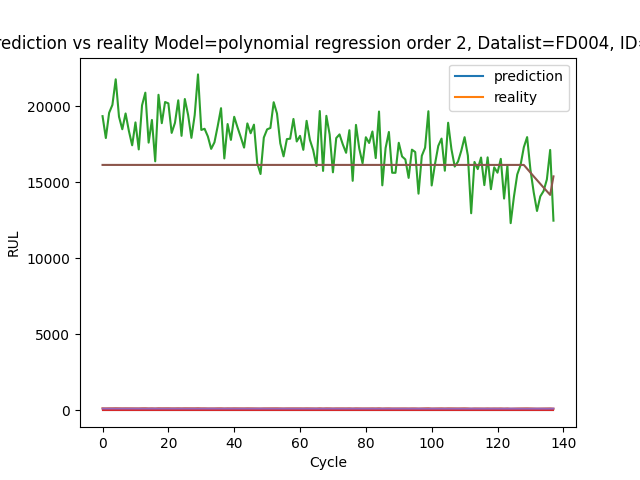 rediction vs reality Model=polynomial regression order 2, Datalist=FD004, ID=
prediction
reality
20000
15000
10000
5000
0
RUL
0 20 40 60 80 100 120 140
Cycle